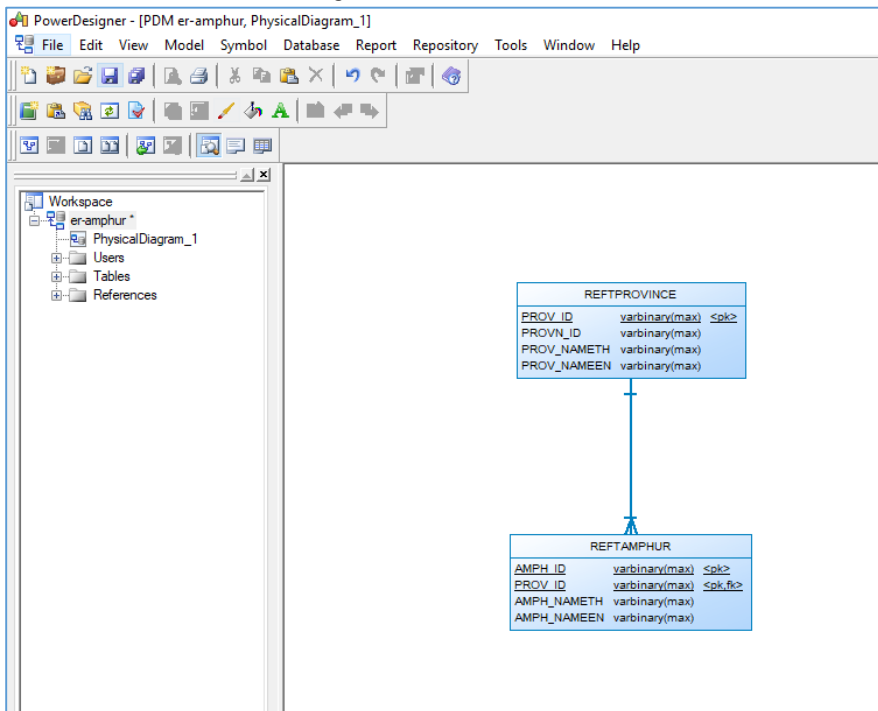 PowerDesigner - [PDM er-amphur, PhysicalDiagram_1]
File Edit View Model Symbol Database Report Repository Tools Window Help
Workspace
er-amphur *
PhysicalDiagram_1
Users
Tables
References
REFTPROVINCE
PROV_ID varbinary(max) <pk>
PROVN_ID varbinary(max)
PROV_NAMETH varbinary(max)
PROV_NAMEEN varbinary(max)
REFTAMPHUR
AMPH_ID varbinary(max) <pk>
PROV_ID varbinary(max) <pk,fk>
AMPH_NAMETH varbinary(max)
AMPH_NAMEEN varbinary(max)